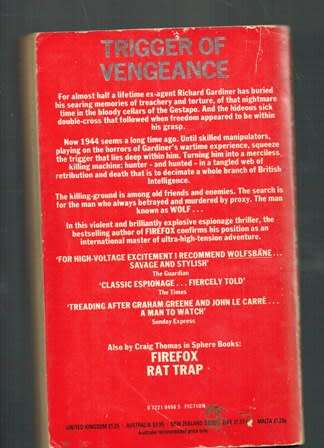 TRIGGER OF
VENGEANCE
For almost half a lifetime ex-agent Richard Gardiner has buried
his searing memories of treachery and torture, of that nightmare
time in the bloody cellars of the Gestapo. And the hideous sick
double-cross that followed when freedom appeared to be within
his grasp.
Now 1944 seems a long time ago. Until skilled manipulators,
playing on the horrors of Gardiner's wartime experience, squeeze
the trigger that lies deep within him. Turning him into a merciless
killing machine: hunter – and hunted – in a tangled web of
retribution and death that is to decimate a whole branch of British
Intelligence.
The killing-ground is among old friends and enemies. The search is
for the man who always betrayed and murdered by proxy. The man
known as WOLF . . .
In this violent and brilliantly explosive espionage thriller, the
bestselling author of FIREFOX confirms his position as an
international master of ultra-high-tension adventure.
'FOR HIGH-VOLTAGE EXCITEMENT I RECOMMEND WOLFSBANE . . .
SAVAGE AND STYLISH'
The Guardian
'CLASSIC ESPIONAGE . . . FIERCELY TOLD'
The Times
'TREADING AFTER GRAHAM GREENE AND JOHN LE CARRÉ . . .
A MAN TO WATCH'
Sunday Express
Also by Craig Thomas in Sphere Books:
FIREFOX
RAT TRAP
FICTION
UNITED KINGDOM AUSTRALIA NEW ZEALAND MALTA
Australia recommended price only